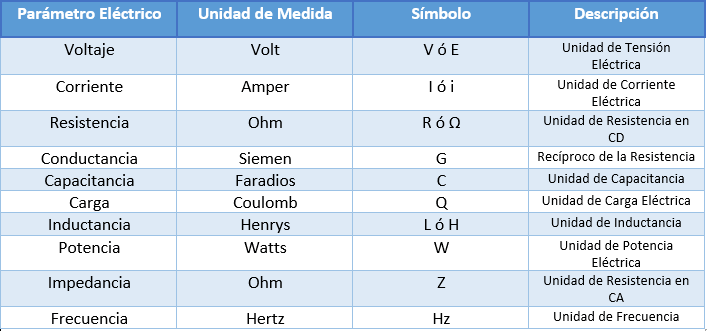 Parámetro Eléctrico Unidad de Medida Símbolo Descripción
Voltaje Volt V ó E Unidad de Tensión
Eléctrica
Corriente Amper I ó i Unidad de Corriente
Eléctrica
Resistencia Ohm R ó Ω Unidad de Resistencia en
CD
Conductancia Siemen G Recíproco de la Resistencia
Capacitancia Faradios C Unidad de Capacitancia
Carga Coulomb Q Unidad de Carga Eléctrica
Inductancia Henrys L ó H Unidad de Inductancia
Potencia Watts W Unidad de Potencia
Eléctrica
Impedancia Ohm Z Unidad de Resistencia en
CA
Frecuencia Hertz Hz Unidad de Frecuencia